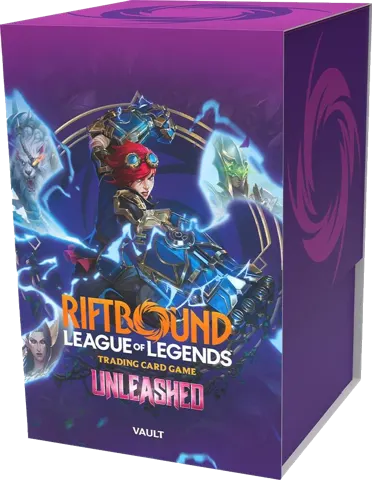 RIFTBOUND
LEAGUE OF LEGENDS
TRADING CARD GAME
UNLEASHED
VAULT